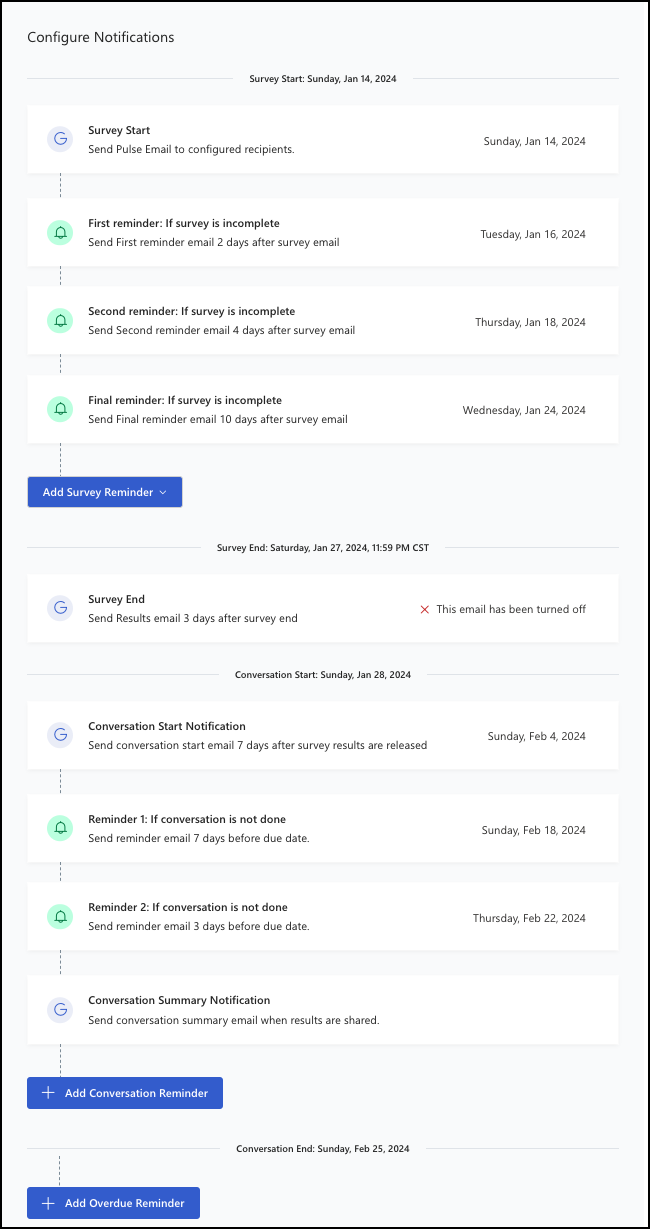 Configure Notifications
Survey Start: Sunday, Jan 14, 2024
Survey Start
Send Pulse Email to configured recipients.
Sunday, Jan 14, 2024
First reminder: If survey is incomplete
Send First reminder email 2 days after survey email
Tuesday, Jan 16, 2024
Second reminder: If survey is incomplete
Send Second reminder email 4 days after survey email
Thursday, Jan 18, 2024
Final reminder: If survey is incomplete
Send Final reminder email 10 days after survey email
Wednesday, Jan 24, 2024
Add Survey Reminder
Survey End: Saturday, Jan 27, 2024, 11:59 PM CST
Survey End
Send Results email 3 days after survey end
This email has been turned off
Conversation Start: Sunday, Jan 28, 2024
Conversation Start Notification
Send conversation start email 7 days after survey results are released
Sunday, Feb 4, 2024
Reminder 1: If conversation is not done
Send reminder email 7 days before due date.
Sunday, Feb 18, 2024
Reminder 2: If conversation is not done
Send reminder email 3 days before due date.
Thursday, Feb 22, 2024
Conversation Summary Notification
Send conversation summary email when results are shared.
Add Conversation Reminder
Conversation End: Sunday, Feb 25, 2024
Add Overdue Reminder